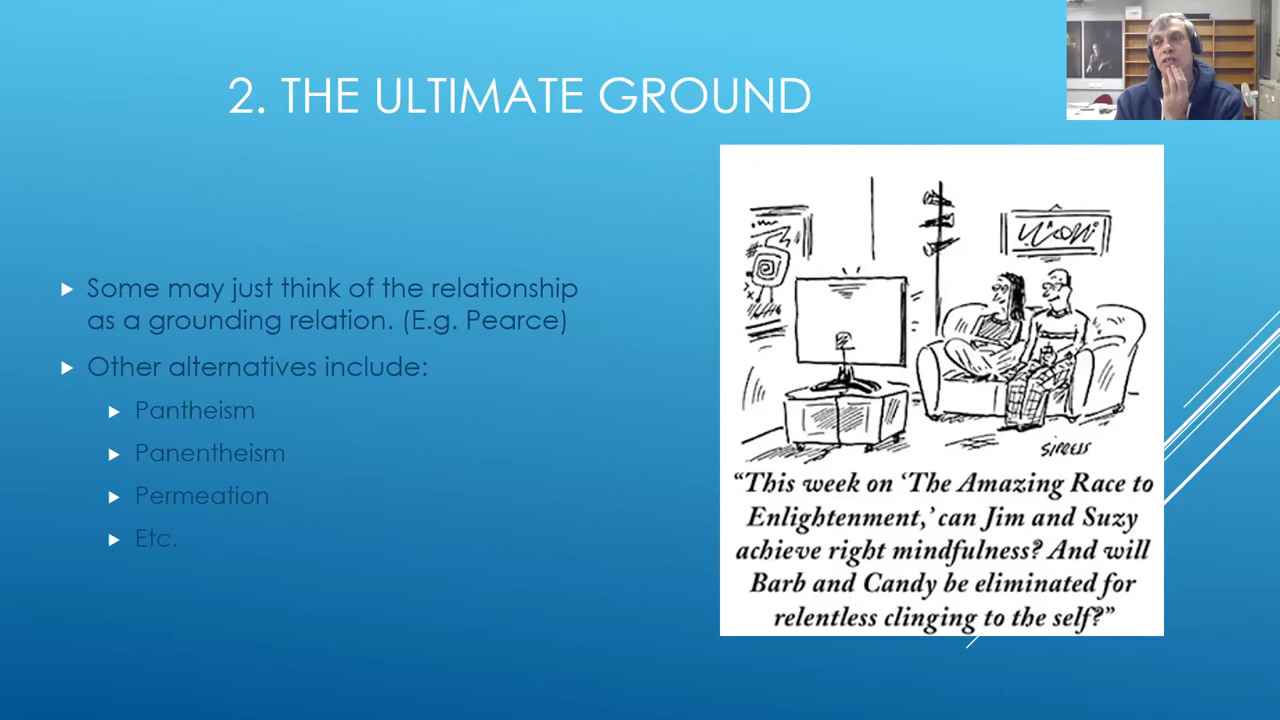 2. THE ULTIMATE GROUND
Some may just think of the relationship
as a grounding relation. (E.g. Pearce)
Other alternatives include:
Pantheism
Panentheism
Permeation
Etc.
SIPRESS
“This week on ‘The Amazing Race to
Enlightenment,’ can Jim and Suzy
achieve right mindfulness? And will
Barb and Candy be eliminated for
relentless clinging to the self?”